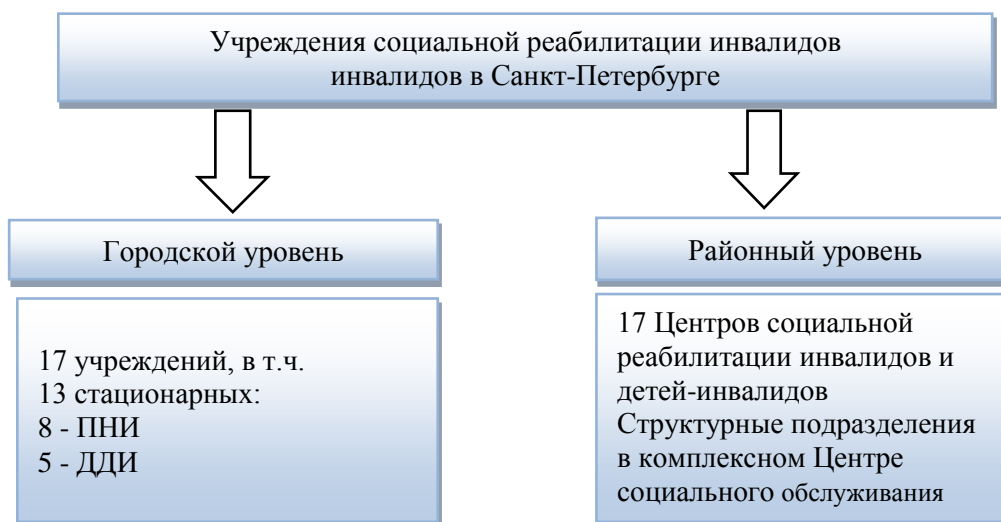 Учреждения социальной реабилитации инвалидов
инвалидов в Санкт-Петербурге
Городской уровень
17 учреждений, в т.ч.
13 стационарных:
8 - ПНИ
5 - ДДИ
Районный уровень
17 Центров социальной
реабилитации инвалидов и
детей-инвалидов
Структурные подразделения
в комплексном Центре
социального обслуживания